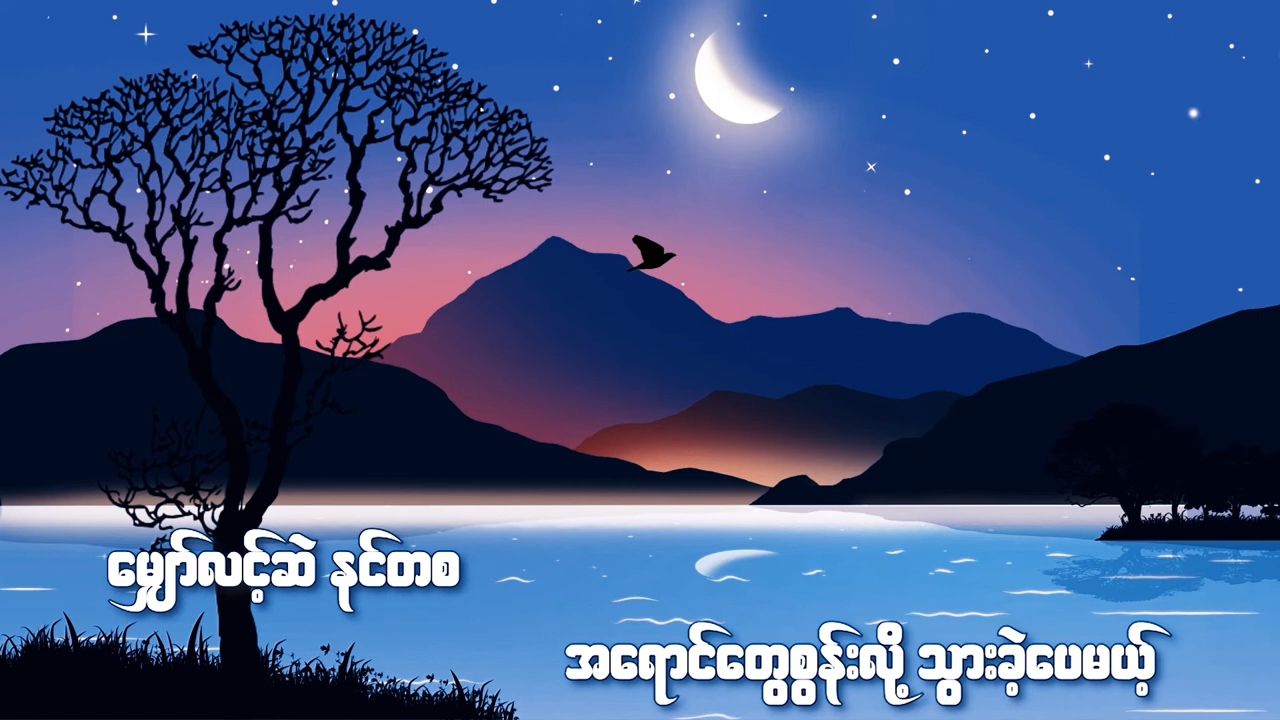 မျှော်လင့်ဆဲ နင်တစ
အရောင်တွေစွန်းလို့ သွားခဲ့ပေမယ့်